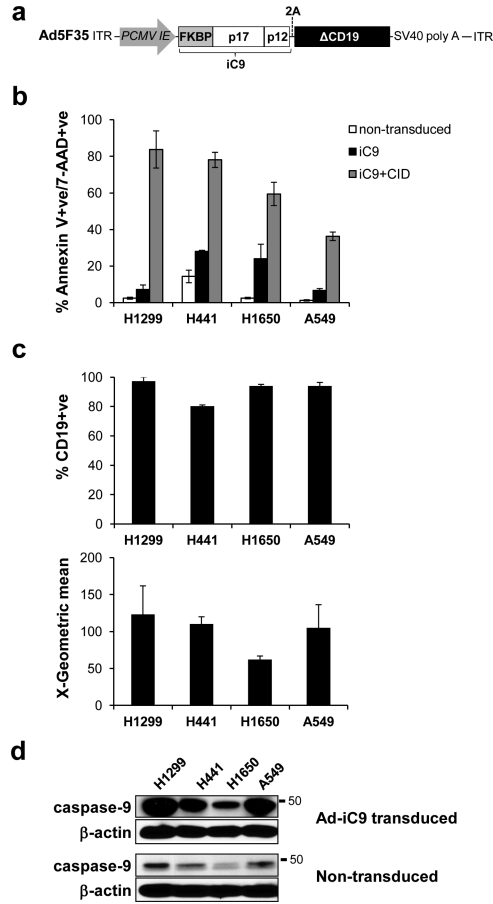 a
2A
Ad5F35 ITR PCMV IE FKBP p17 p12 ΔCD19 SV40 poly A ITR
iC9
b
% Annexin V+ve/7-AAD+ve
100
80
60
40
20
0
non-transduced
iC9
iC9+CID
H1299 H441 H1650 A549
c
% CD19+ve
100
80
60
40
20
0
H1299 H441 H1650 A549
X-Geometric mean
200
150
100
50
0
H1299 H441 H1650 A549
d
H1299 H441 H1650 A549
caspase-9 50
β-actin
Ad-iC9 transduced
caspase-9 50
β-actin
Non-transduced